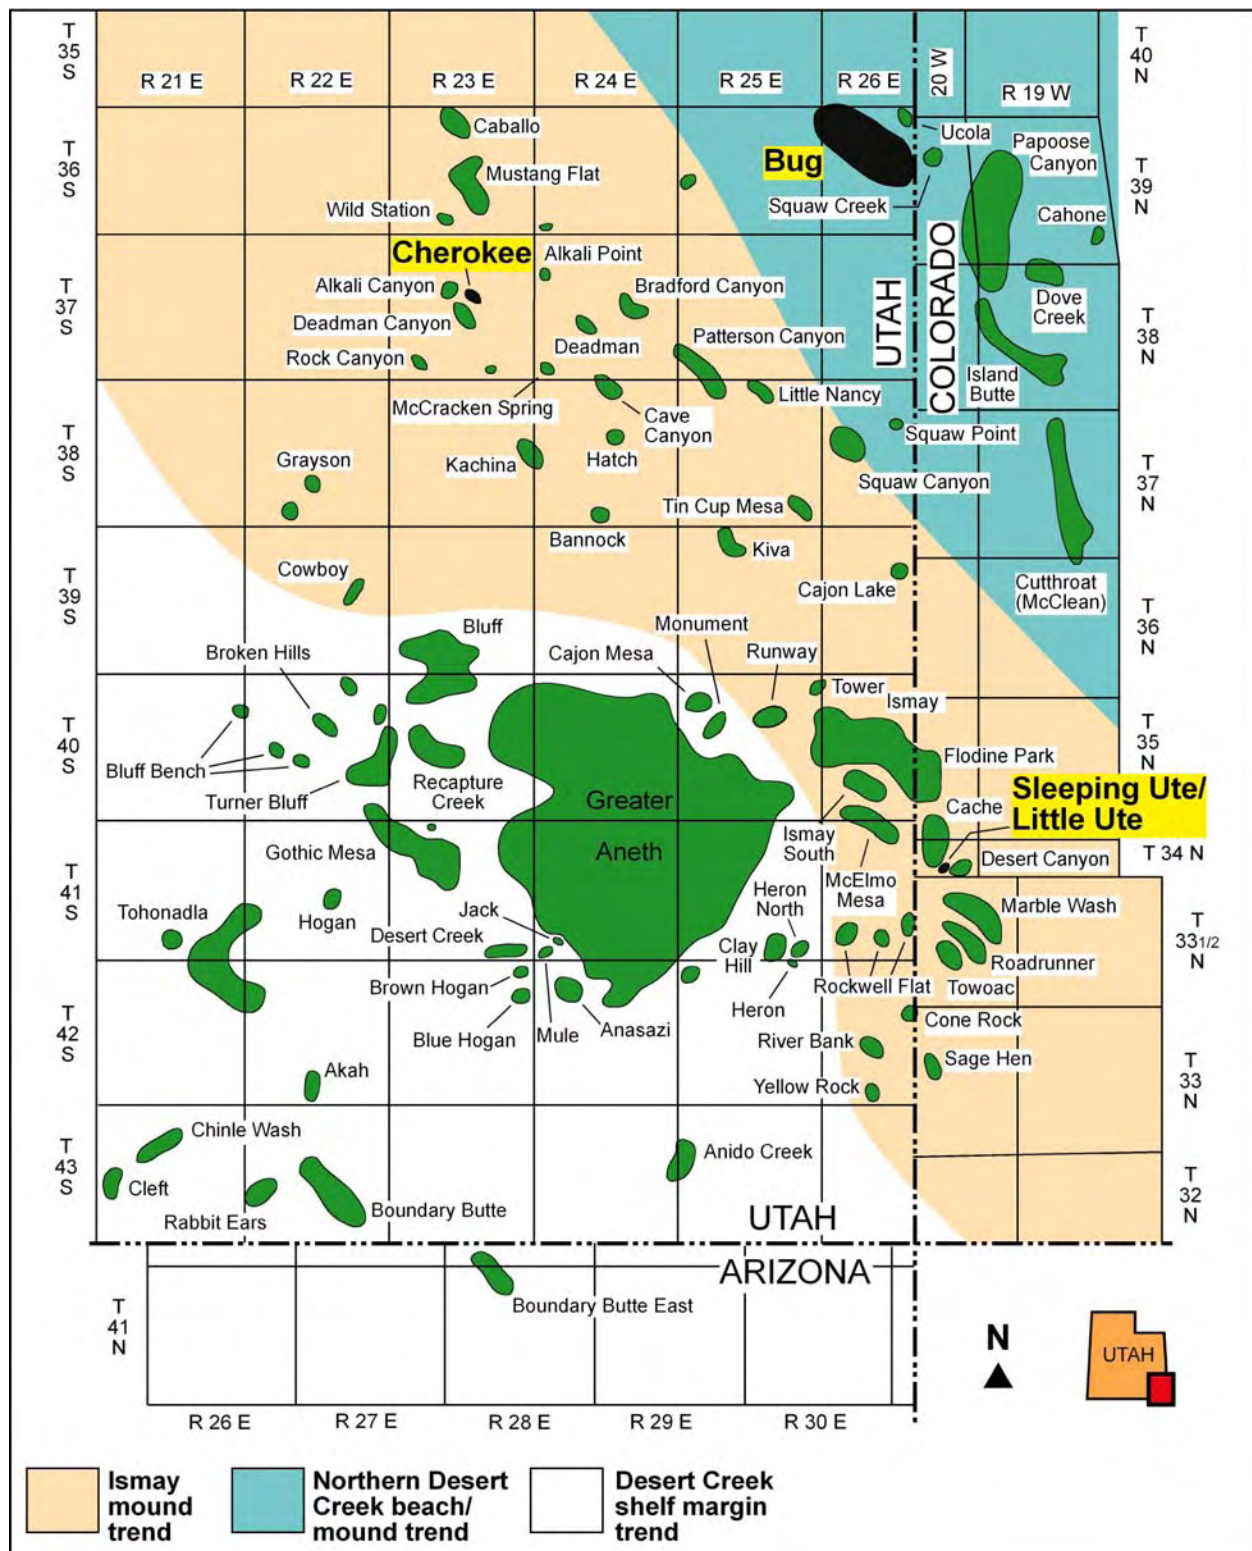 T
35
S
R 21 E
R 22 E
R 23 E
R 24 E
R 25 E
R 26 E
20 W
R 19 W
T
40
N
Caballo
Ucola
Papoose
Canyon
T
36
S
Mustang Flat
Bug
T
39
N
Wild Station
Squaw Creek
Cahone
Cherokee
Alkali Point
T
37
S
Alkali Canyon
Bradford Canyon
Deadman Canyon
Deadman
Patterson Canyon
UTAH
COLORADO
Dove
Creek
T
38
N
Rock Canyon
Island
Butte
McCracken Spring
Cave
Canyon
Little Nancy
T
38
S
Grayson
Kachina
Hatch
Squaw Point
Squaw Canyon
T
37
N
Tin Cup Mesa
Bannock
Kiva
T
39
S
Cowboy
Cajon Lake
Cutthroat
(McClean)
T
36
N
Bluff
Monument
Broken Hills
Cajon Mesa
Runway
Tower
Ismay
T
40
S
Bluff Bench
Turner Bluff
Recapture
Creek
Greater
Aneth
Flodine Park
T
35
N
Sleeping Ute/
Little Ute
Cache
Ismay
South
Gothic Mesa
Desert Canyon
T 34 N
T
41
S
McElmo
Mesa
Tohonadla
Hogan
Jack
Desert Creek
Heron
North
Clay
Hill
Marble Wash
T
33 1/2
N
Roadrunner
Towoac
Brown Hogan
Rockwell Flat
T
42
S
Blue Hogan
Mule
Anasazi
Heron
Cone Rock
River Bank
Sage Hen
T
33
N
Akah
Yellow Rock
Chinle Wash
T
43
S
Anido Creek
Cleft
Rabbit Ears
Boundary Butte
T
32
N
UTAH
ARIZONA
Boundary Butte East
T
41
N
N
UTAH
R 26 E
R 27 E
R 28 E
R 29 E
R 30 E
Ismay
mound
trend
Northern Desert
Creek beach/
mound trend
Desert Creek
shelf margin
trend